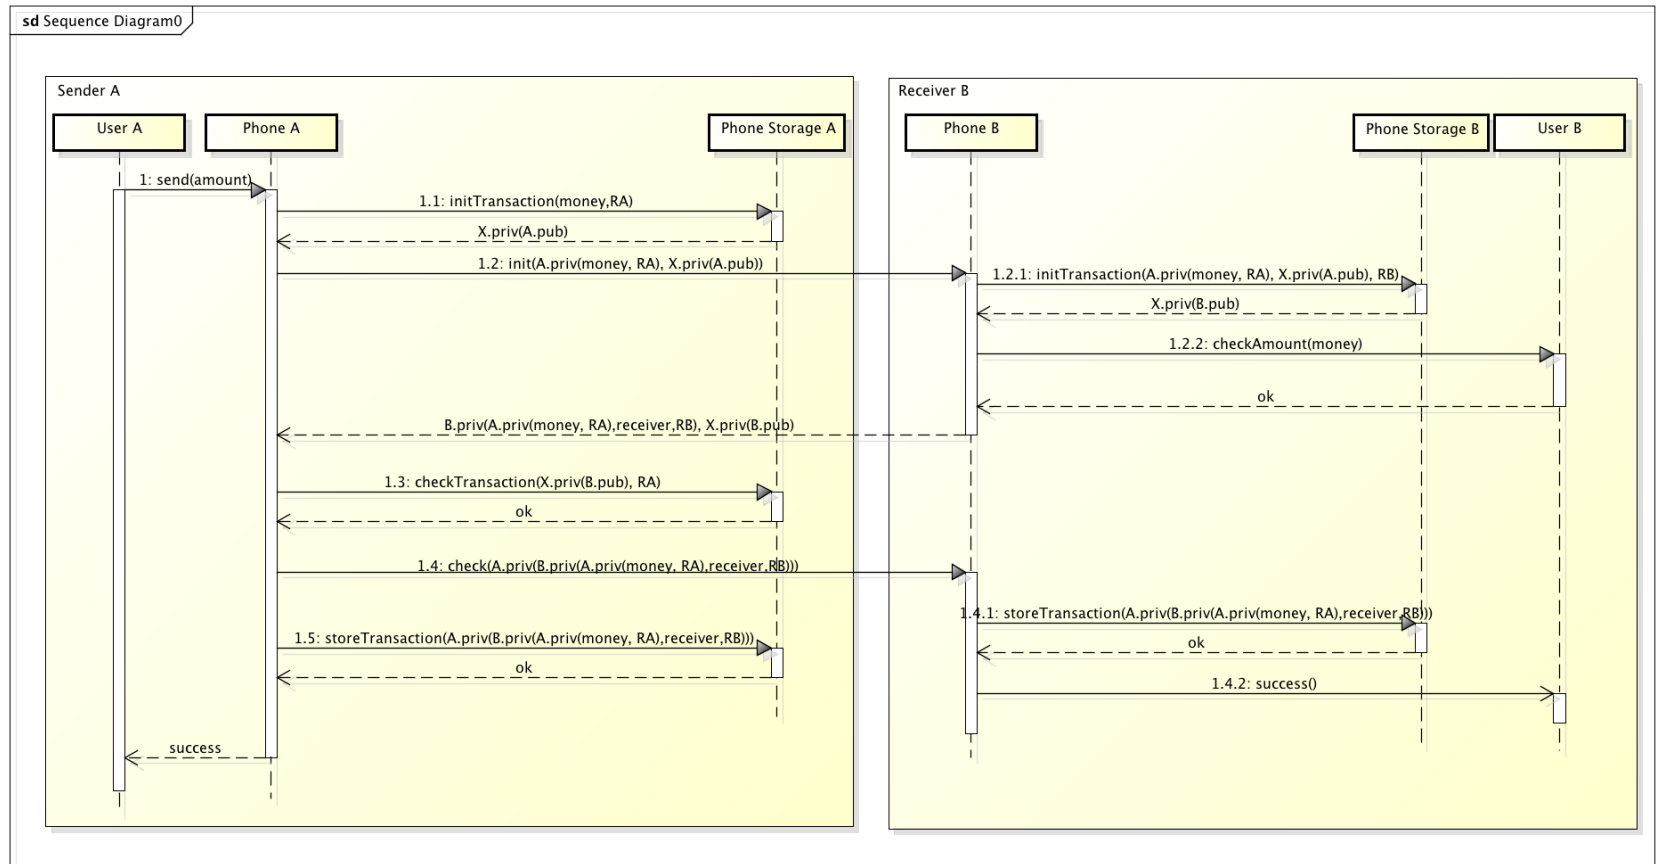 sd Sequence Diagram0
Sender A
Receiver B
User A
Phone A
Phone Storage A
Phone B
Phone Storage B
User B
1: send(amount)
1.1: initTransaction(money,RA)
X.priv(A.pub)
1.2: init(A.priv(money, RA), X.priv(A.pub))
1.2.1: initTransaction(A.priv(money, RA), X.priv(A.pub), RB)
X.priv(B.pub)
1.2.2: checkAmount(money)
ok
B.priv(A.priv(money, RA),receiver,RB), X.priv(B.pub)
1.3: checkTransaction(X.priv(B.pub), RA)
ok
1.4: check(A.priv(B.priv(A.priv(money, RA),receiver,RB)))
1.4.1: storeTransaction(A.priv(B.priv(A.priv(money, RA),receiver,RB)))
1.5: storeTransaction(A.priv(B.priv(A.priv(money, RA),receiver,RB)))
ok
ok
1.4.2: success()
success